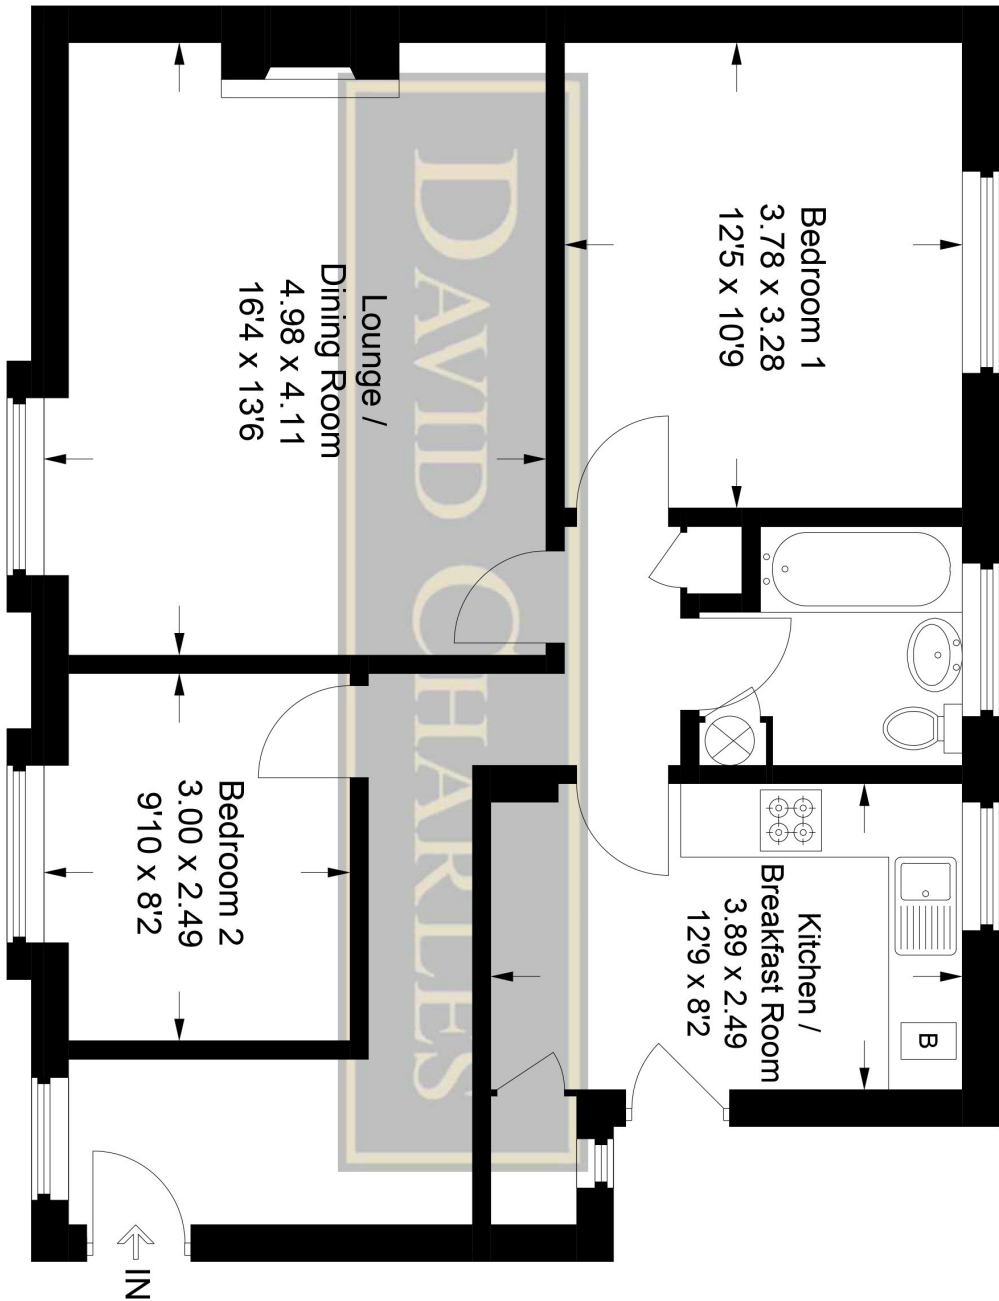 Bedroom 1
3.78 x 3.28
12'5 x 10'9
Kitchen /
Breakfast Room
3.89 x 2.49
12'9 x 8'2
B
Lounge /
Dining Room
4.98 x 4.11
16'4 x 13'6
DAVID CHARLES
Bedroom 2
3.00 x 2.49
9'10 x 8'2
IN